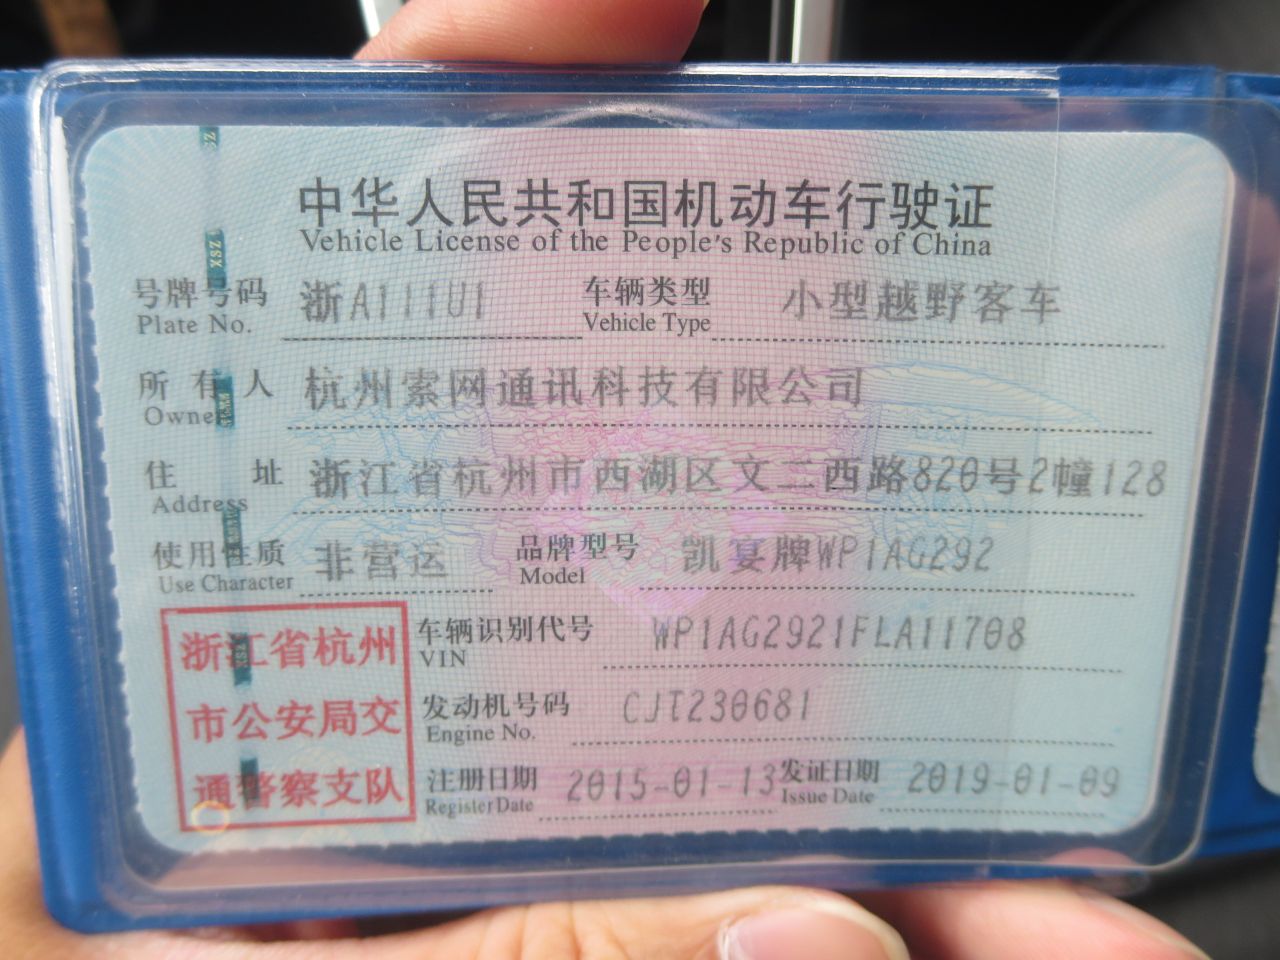 中华人民共和国机动车行驶证
Vehicle License of the People's Republic of China
号牌号码 浙A111U1 车辆类型 小型越野客车
Plate No. Vehicle Type
所有人 杭州索网通讯科技有限公司
Owner
住址 浙江省杭州市西湖区文二西路820号2幢128
Address
使用性质 非营运 品牌型号 凯宴牌WP1AG292
Use Character Model
浙江省杭州
市公安局交
通警察支队
车辆识别代号 WP1AG2921FLA11708
VIN
发动机号码 CJT230681
Engine No.
注册日期 2015-01-13 发证日期 2019-01-09
Register Date Issue Date